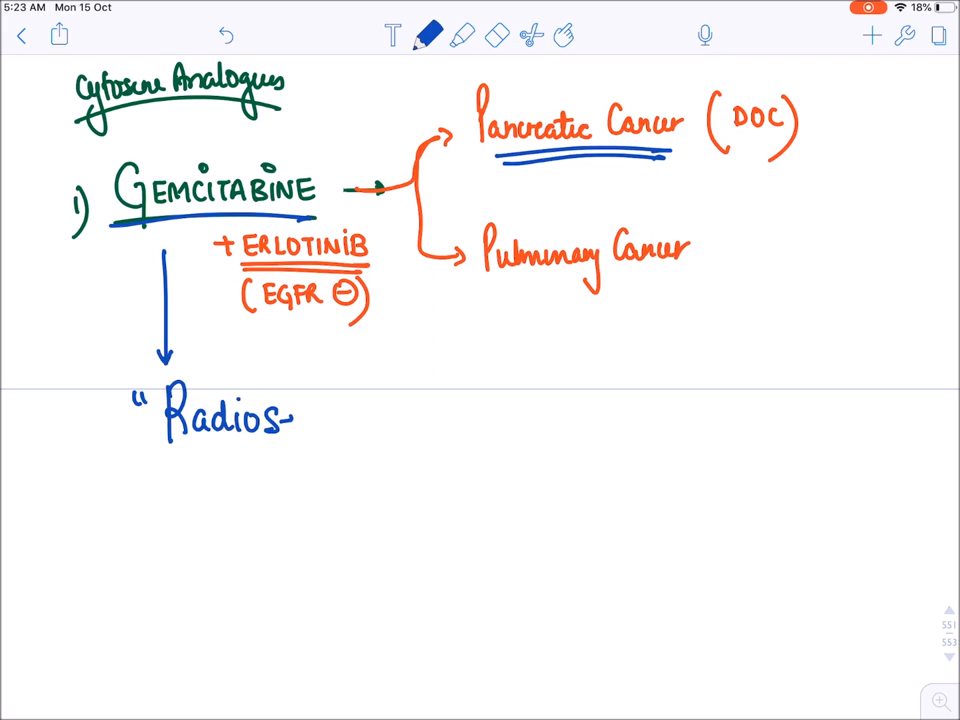 5:23 AM Mon 15 Oct
18%
T
Cytosine Analogues
1) GEMCITABINE
Pancreatic Cancer (DOC)
+ ERLOTINIB
(EGFR ⊖)
Pulmunary Cancer
"Radios
551
553